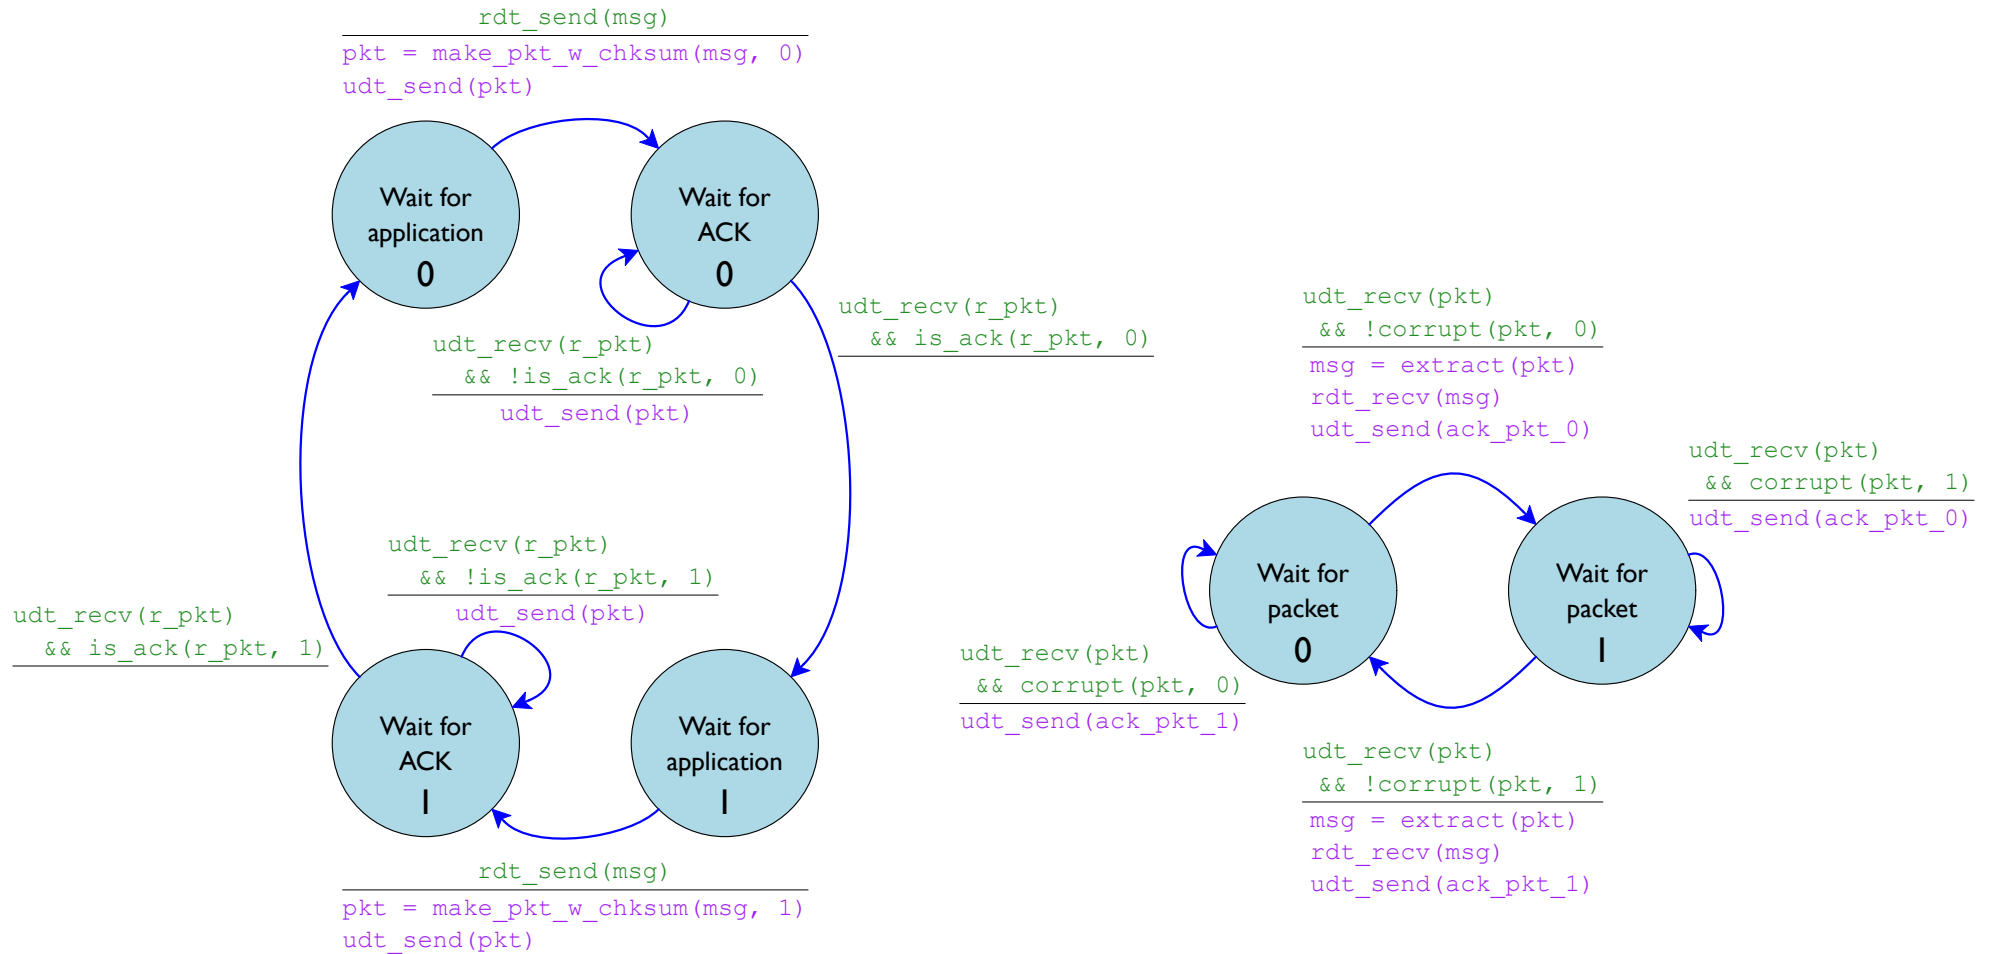 rdt_send(msg)
pkt = make_pkt_w_chksum(msg, 0)
udt_send(pkt)
Wait for
application
0
Wait for
ACK
0
udt_recv(r_pkt)
&& !is_ack(r_pkt, 0)
udt_send(pkt)
udt_recv(r_pkt)
&& is_ack(r_pkt, 0)
udt_recv(r_pkt)
&& !is_ack(r_pkt, 1)
udt_send(pkt)
udt_recv(r_pkt)
&& is_ack(r_pkt, 1)
Wait for
ACK
1
Wait for
application
1
rdt_send(msg)
pkt = make_pkt_w_chksum(msg, 1)
udt_send(pkt)
udt_recv(pkt)
&& !corrupt(pkt, 0)
msg = extract(pkt)
rdt_recv(msg)
udt_send(ack_pkt_0)
udt_recv(pkt)
&& corrupt(pkt, 1)
udt_send(ack_pkt_0)
Wait for
packet
0
Wait for
packet
1
udt_recv(pkt)
&& corrupt(pkt, 0)
udt_send(ack_pkt_1)
udt_recv(pkt)
&& !corrupt(pkt, 1)
msg = extract(pkt)
rdt_recv(msg)
udt_send(ack_pkt_1)